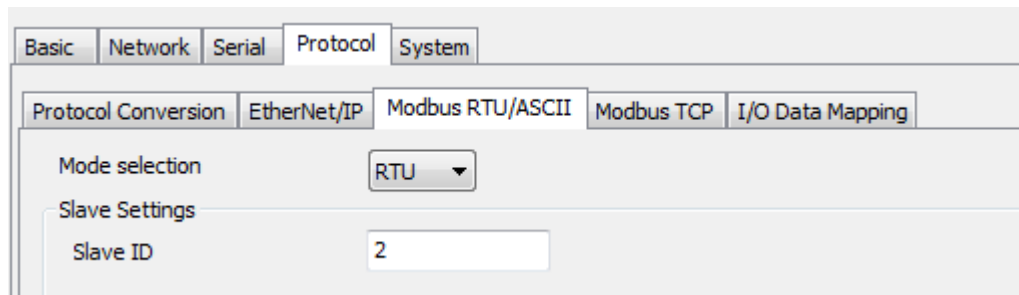 Basic Network Serial Protocol System
Protocol Conversion EtherNet/IP Modbus RTU/ASCII Modbus TCP I/O Data Mapping
Mode selection RTU
Slave Settings
Slave ID 2